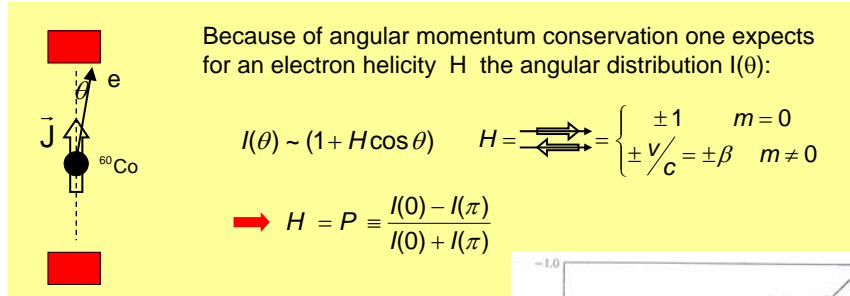 Because of angular momentum conservation one expects
for an electron helicity H the angular distribution I(θ):
θ e
J⃗
⁶⁰Co
I(θ) ~ (1 + H cos θ) H = = { ±1 m = 0
± v/c = ±β m ≠ 0
H = P ≡ (I(0) − I(π)) / (I(0) + I(π))
−1.0